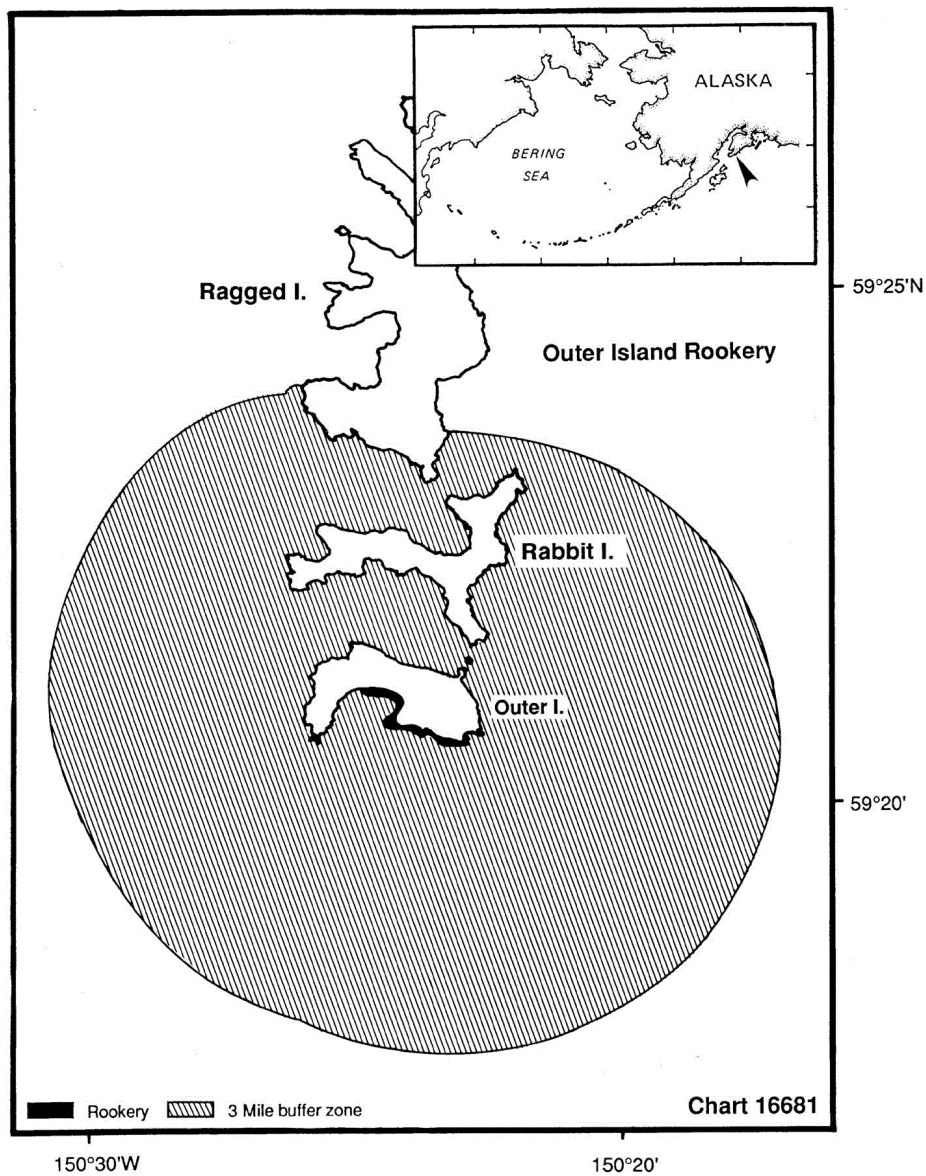 ALASKA
BERING
SEA
Ragged I.
59°25'N
Outer Island Rookery
Rabbit I.
Outer I.
59°20'
Rookery
3 Mile buffer zone
Chart 16681
150°30'W
150°20'